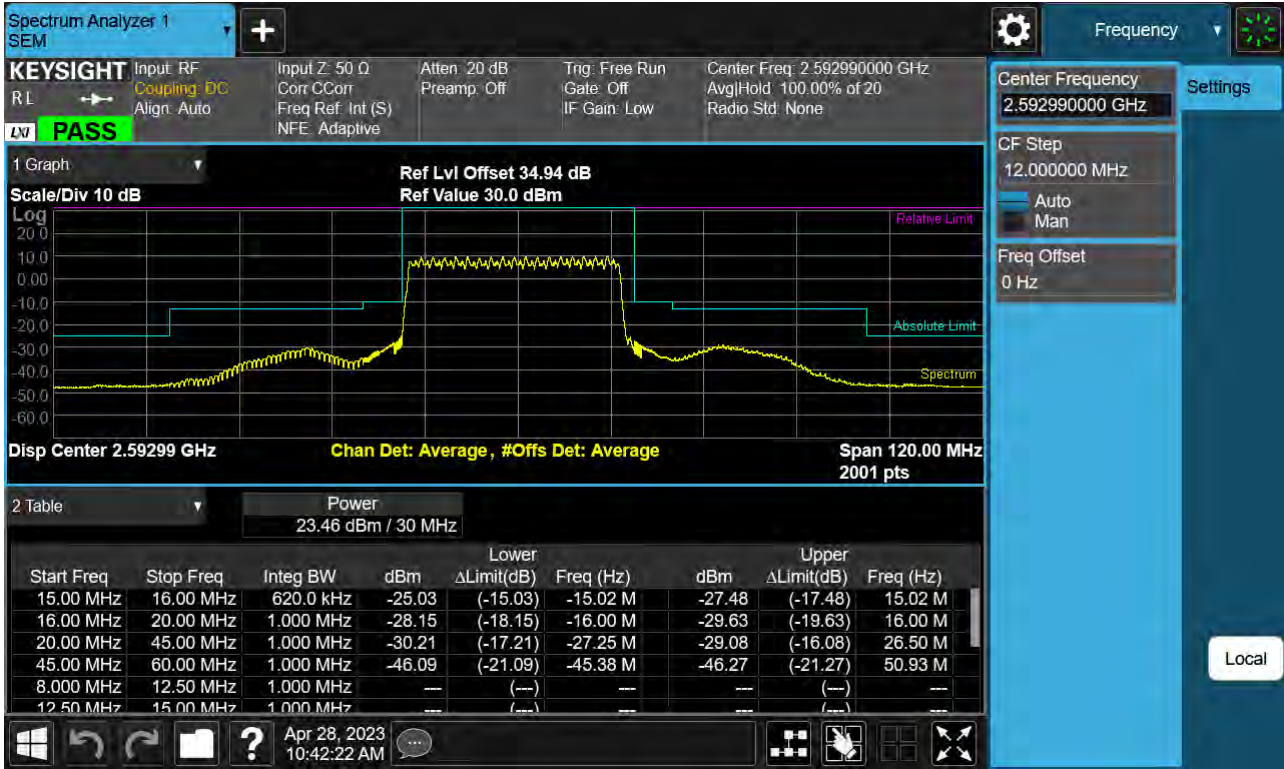 Spectrum Analyzer 1
SEM
+
Frequency
KEYSIGHT
R L
LXI
PASS
Input: RF
Coupling: DC
Align: Auto
Input Z: 50 Ω
Corr CCorr
Freq Ref: Int (S)
NFE: Adaptive
Atten: 20 dB
Preamp: Off
Trig: Free Run
Gate: Off
IF Gain: Low
Center Freq: 2.592990000 GHz
Avg|Hold: 100.00% of 20
Radio Std: None
Center Frequency
2.592990000 GHz
Settings
CF Step
12.000000 MHz
Auto
Man
Freq Offset
0 Hz
Local
1 Graph
Scale/Div 10 dB
Ref Lvl Offset 34.94 dB
Ref Value 30.0 dBm
Log
20.0
10.0
0.00
-10.0
-20.0
-30.0
-40.0
-50.0
-60.0
Relative Limit
Absolute Limit
Spectrum
Disp Center 2.59299 GHz
Chan Det: Average , #Offs Det: Average
Span 120.00 MHz
2001 pts
2 Table
Power
23.46 dBm / 30 MHz
Lower Upper
Start Freq Stop Freq Integ BW dBm ΔLimit(dB) Freq (Hz) dBm ΔLimit(dB) Freq (Hz)
15.00 MHz 16.00 MHz 620.0 kHz -25.03 (-15.03) -15.02 M -27.48 (-17.48) 15.02 M
16.00 MHz 20.00 MHz 1.000 MHz -28.15 (-18.15) -16.00 M -29.63 (-19.63) 16.00 M
20.00 MHz 45.00 MHz 1.000 MHz -30.21 (-17.21) -27.25 M -29.08 (-16.08) 26.50 M
45.00 MHz 60.00 MHz 1.000 MHz -46.09 (-21.09) -45.38 M -46.27 (-21.27) 50.93 M
8.000 MHz 12.50 MHz 1.000 MHz --- (---) --- --- (---) ---
12.50 MHz 15.00 MHz 1.000 MHz --- (---) --- --- (---) ---
?
Apr 28, 2023
10:42:22 AM